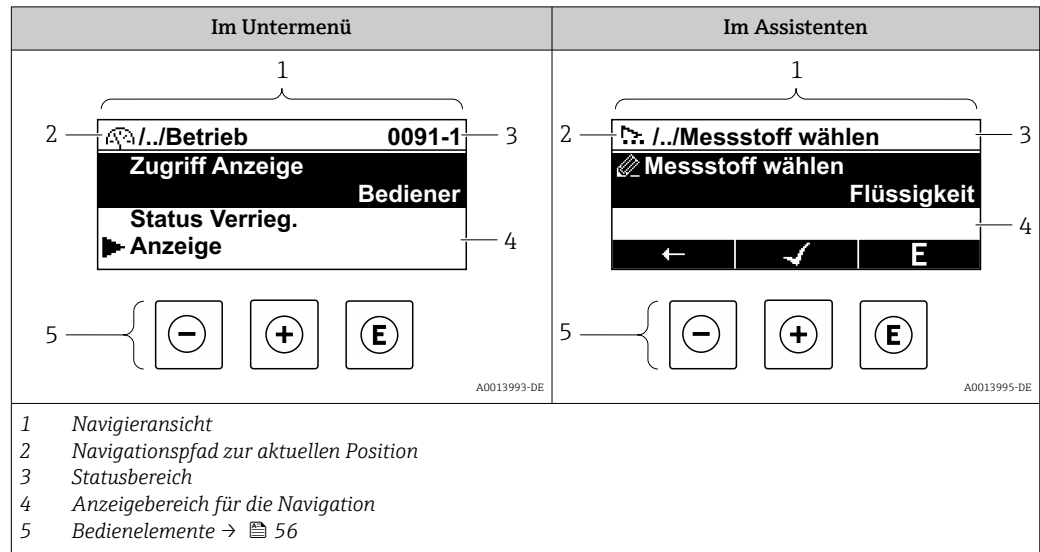 Im Untermenü
1
2
/../Betrieb 0091-1
3
Zugriff Anzeige
Bediener
Status Verrieg.
Anzeige
4
5
- + E
A0013993-DE
Im Assistenten
1
2
/../Messstoff wählen
3
Messstoff wählen
Flüssigkeit
4
← ✓ E
5
- + E
A0013995-DE
1 Navigieransicht
2 Navigationspfad zur aktuellen Position
3 Statusbereich
4 Anzeigebereich für die Navigation
5 Bedienelemente → 56